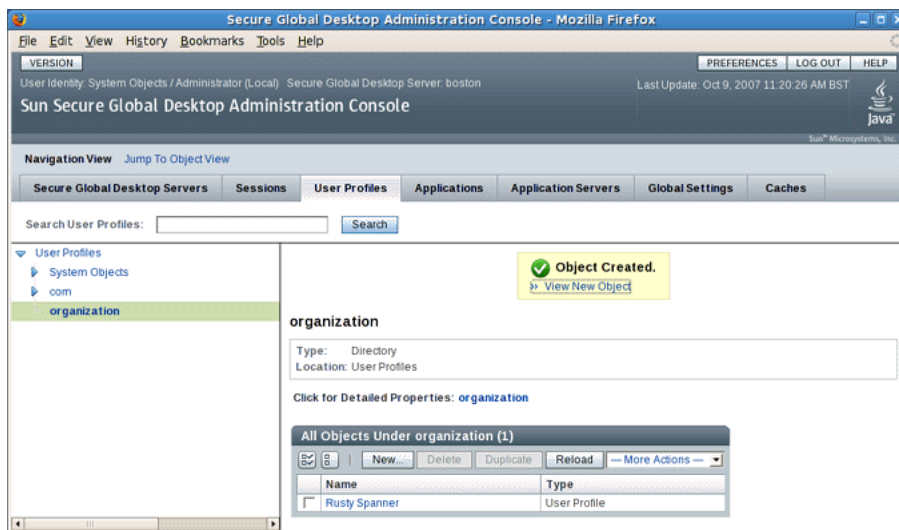 Secure Global Desktop Administration Console - Mozilla Firefox
File Edit View History Bookmarks Tools Help
VERSION PREFERENCES LOG OUT HELP
User Identity: System Objects / Administrator (Local) Secure Global Desktop Server: boston Last Update: Oct 9, 2007 11:20:26 AM BST
Sun Secure Global Desktop Administration Console
Java
Sun™ Microsystems, Inc.
Navigation View Jump To Object View
Secure Global Desktop Servers Sessions User Profiles Applications Application Servers Global Settings Caches
Search User Profiles: Search
User Profiles
System Objects
com
organization
Object Created.
» View New Object
organization
Type: Directory
Location: User Profiles
Click for Detailed Properties: organization
All Objects Under organization (1)
New... Delete Duplicate Reload — More Actions —
Name Type
Rusty Spanner User Profile